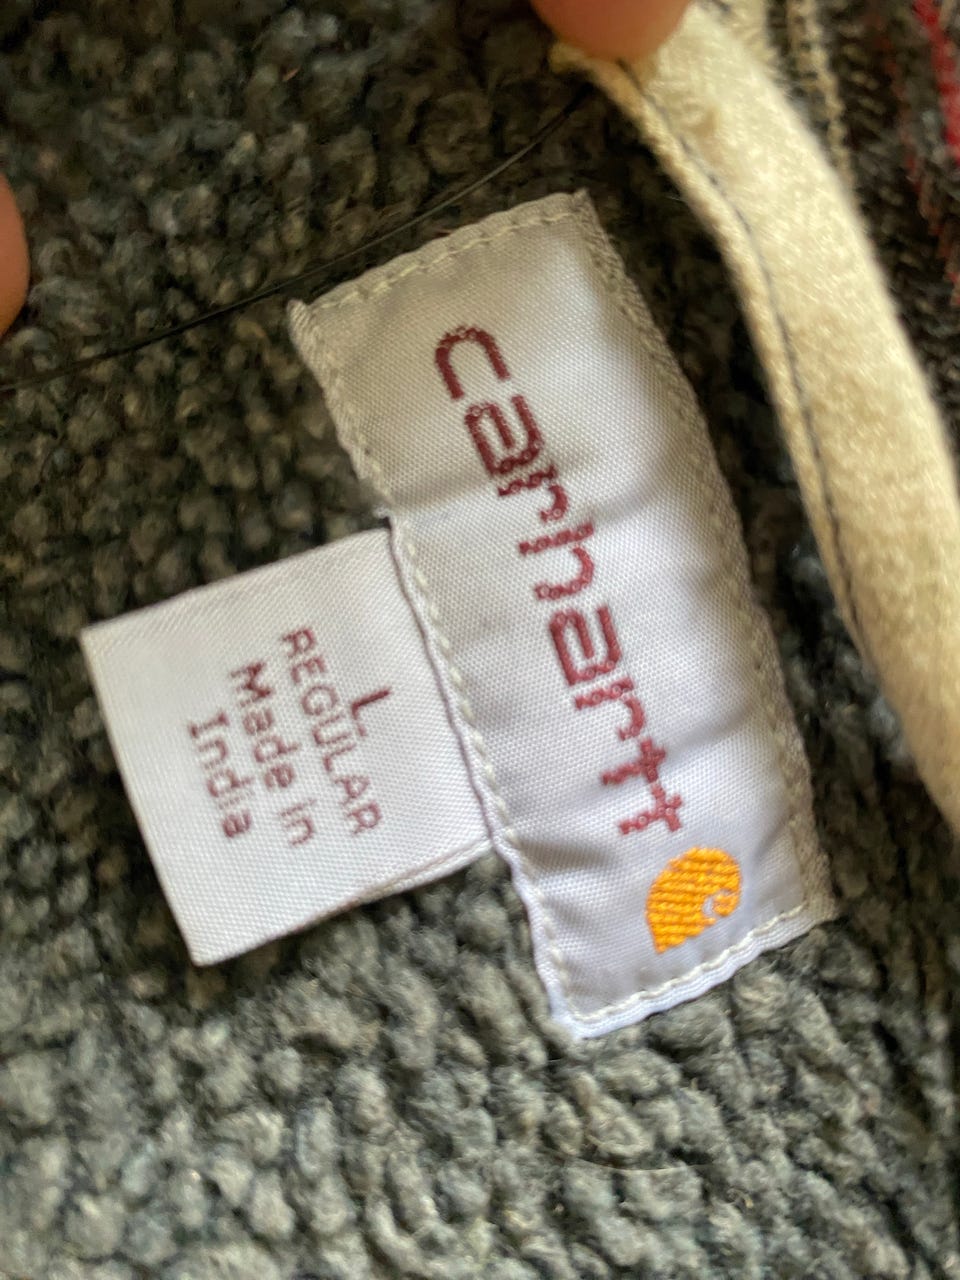 carhartt
L
REGULAR
Made in
India